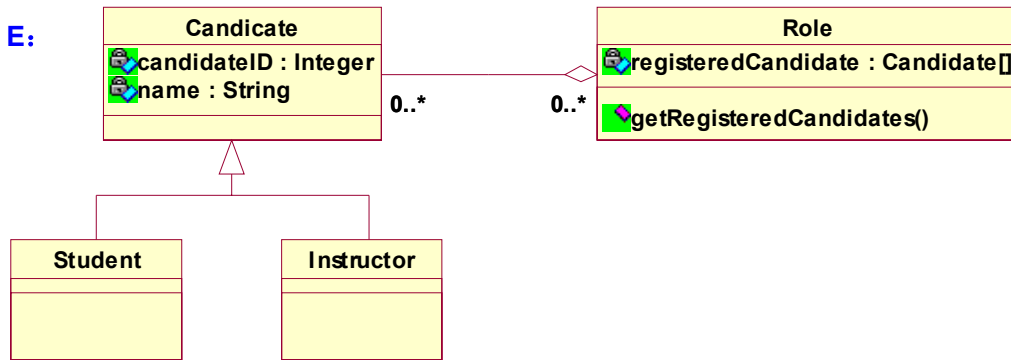 E：
Candicate
candidateID : Integer
name : String
0..*
0..*
Role
registeredCandidate : Candidate[]
getRegisteredCandidates()
Student
Instructor